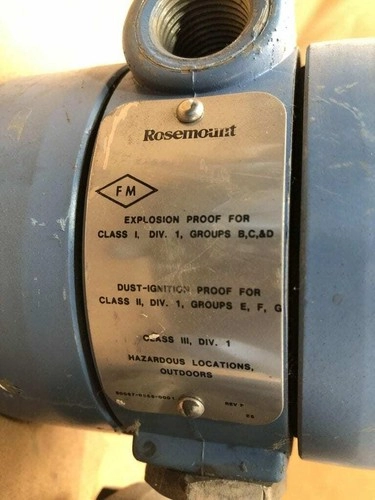 Rosemount
FM
EXPLOSION PROOF FOR
CLASS I, DIV. 1, GROUPS B,C,&D
DUST-IGNITION PROOF FOR
CLASS II, DIV. 1, GROUPS E, F, G
CLASS III, DIV. 1
HAZARDOUS LOCATIONS,
OUTDOORS
REV